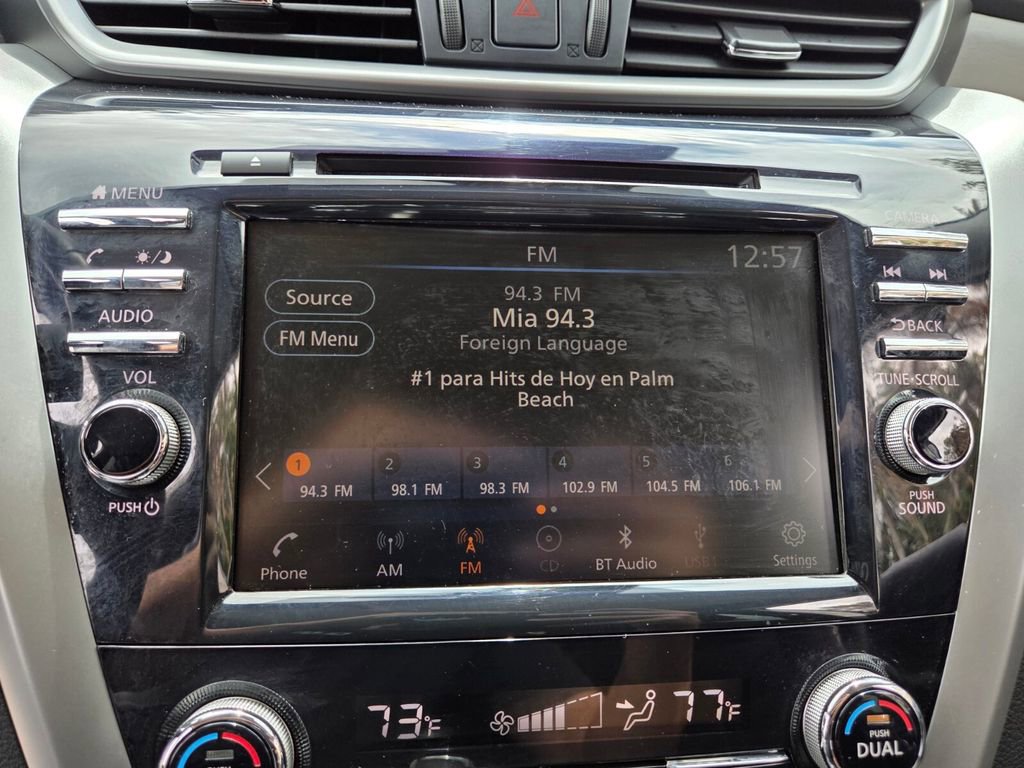 MENU
CAMERA
AUDIO
BACK
VOL
TUNE·SCROLL
PUSH
PUSH
SOUND
FM
12:57
Source
94.3 FM
Mia 94.3
FM Menu
Foreign Language
#1 para Hits de Hoy en Palm
Beach
1 2 3 4 5 6
94.3 FM 98.1 FM 98.3 FM 102.9 FM 104.5 FM 106.1 FM
Phone AM FM CD BT Audio USB1 Settings
73°F 77°F
PUSH
DUAL